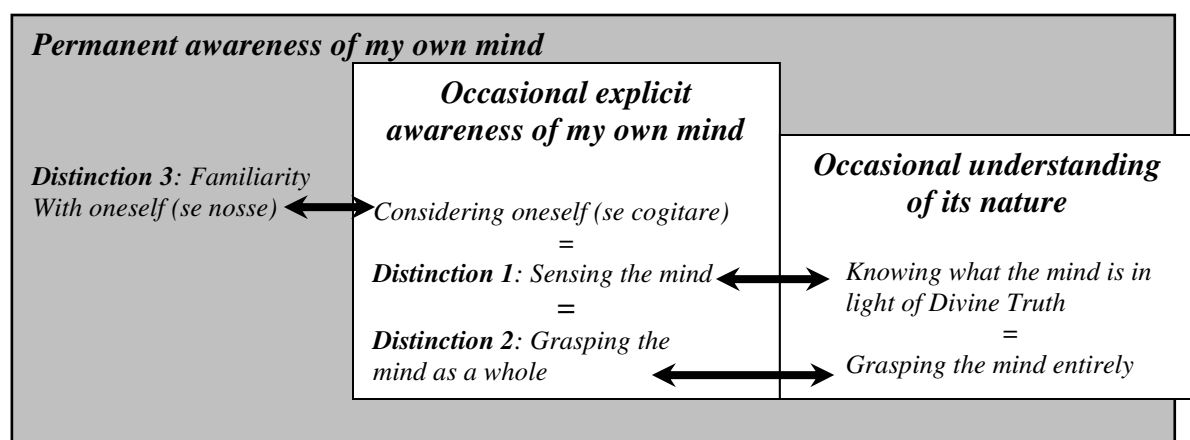 Permanent awareness of my own mind
Distinction 3: Familiarity
With oneself (se nosse)
Occasional explicit
awareness of my own mind
Considering oneself (se cogitare)
=
Distinction 1: Sensing the mind
=
Distinction 2: Grasping the
mind as a whole
Occasional understanding
of its nature
Knowing what the mind is in
light of Divine Truth
=
Grasping the mind entirely